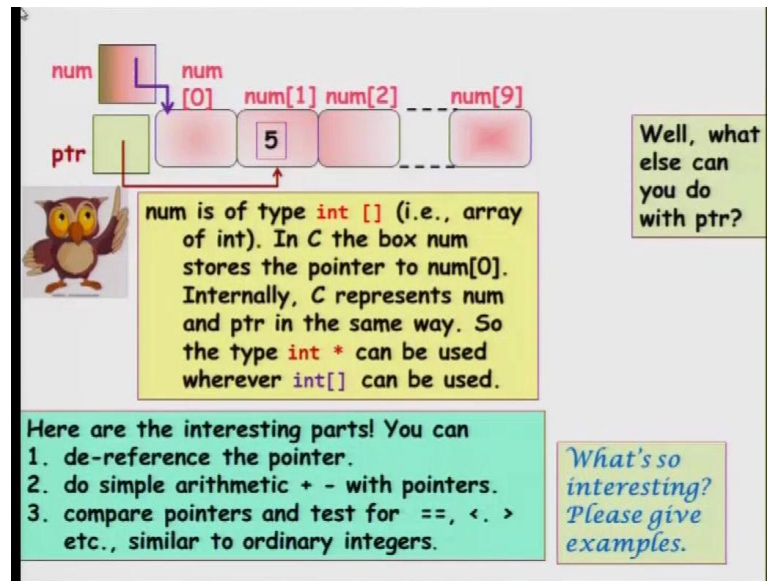 num
num
[0]
num[1] num[2]
num[9]
5
ptr
Well, what
else can
you do
with ptr?
num is of type int [] (i.e., array
of int). In C the box num
stores the pointer to num[0].
Internally, C represents num
and ptr in the same way. So
the type int * can be used
wherever int[] can be used.
Here are the interesting parts! You can
1. de-reference the pointer.
2. do simple arithmetic + - with pointers.
3. compare pointers and test for ==, <. >
etc., similar to ordinary integers.
What's so
interesting?
Please give
examples.